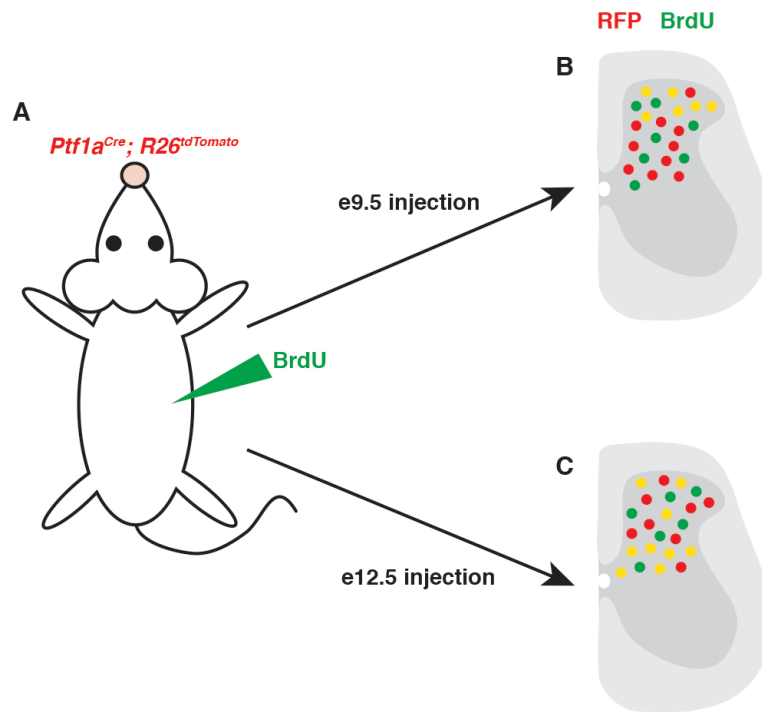 RFP BrdU
B
A
Ptf1aCre; R26tdTomato
e9.5 injection
BrdU
C
e12.5 injection